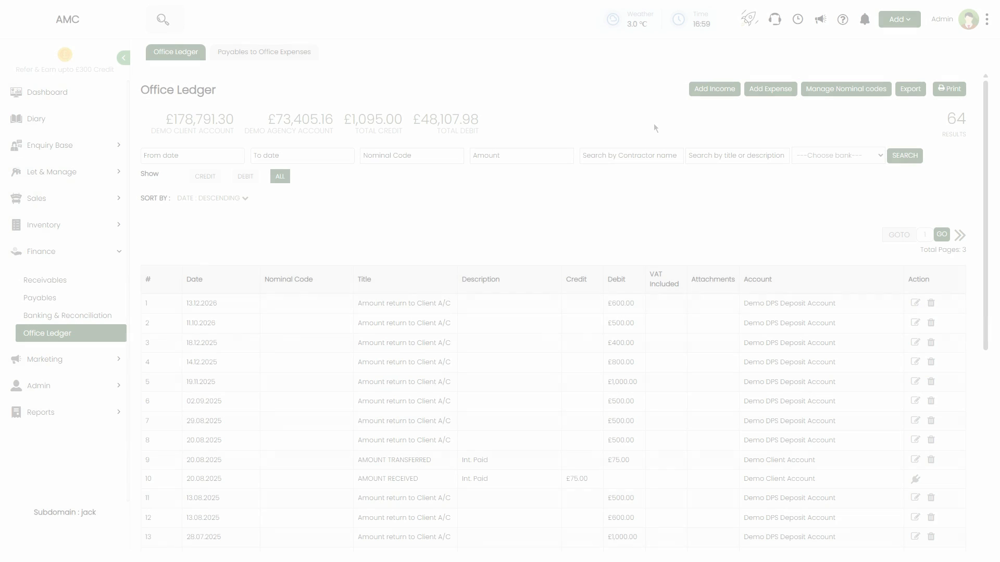 AMC
Weather
3.0 °C
Time
16:59
Add
Admin
Refer & Earn upto £300 Credit
Dashboard
Diary
Enquiry Base
Let & Manage
Sales
Inventory
Finance
Receivables
Payables
Banking & Reconciliation
Office Ledger
Marketing
Admin
Reports
Subdomain : jack
Office Ledger
Payables to Office Expenses
Office Ledger
Add Income
Add Expense
Manage Nominal codes
Export
Print
£178,791.30
DEMO CLIENT ACCOUNT
£73,405.16
DEMO AGENCY ACCOUNT
£1,095.00
TOTAL CREDIT
£48,107.98
TOTAL DEBIT
64
RESULTS
From date
To date
Nominal Code
Amount
Search by Contractor name
Search by title or description
---Choose bank---
SEARCH
Show
CREDIT
DEBIT
ALL
SORT BY : DATE : DESCENDING
GOTO 1 GO
Total Pages: 3
# Date Nominal Code Title Description Credit Debit VAT Included Attachments Account Action
1 13.12.2026 Amount return to Client A/C £600.00 Demo DPS Deposit Account
2 11.10.2026 Amount return to Client A/C £500.00 Demo DPS Deposit Account
3 18.12.2025 Amount return to Client A/C £400.00 Demo DPS Deposit Account
4 14.12.2025 Amount return to Client A/C £800.00 Demo DPS Deposit Account
5 19.11.2025 Amount return to Client A/C £1,000.00 Demo DPS Deposit Account
6 02.09.2025 Amount return to Client A/C £500.00 Demo DPS Deposit Account
7 29.08.2025 Amount return to Client A/C £500.00 Demo DPS Deposit Account
8 20.08.2025 Amount return to Client A/C £500.00 Demo DPS Deposit Account
9 20.08.2025 AMOUNT TRANSFERRED Int. Paid £75.00 Demo Client Account
10 20.08.2025 AMOUNT RECEIVED Int. Paid £75.00 Demo Client Account
11 13.08.2025 Amount return to Client A/C £500.00 Demo DPS Deposit Account
12 13.08.2025 Amount return to Client A/C £600.00 Demo DPS Deposit Account
13 28.07.2025 Amount return to Client A/C £1,000.00 Demo DPS Deposit Account